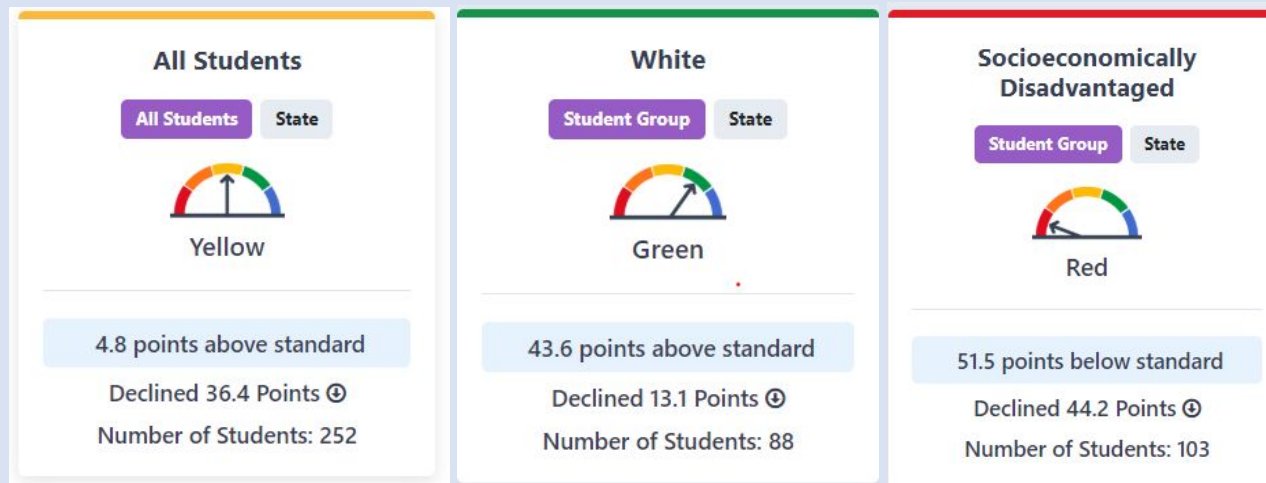 All Students
All Students State
Yellow
4.8 points above standard
Declined 36.4 Points
Number of Students: 252
White
Student Group State
Green
43.6 points above standard
Declined 13.1 Points
Number of Students: 88
Socioeconomically
Disadvantaged
Student Group State
Red
51.5 points below standard
Declined 44.2 Points
Number of Students: 103